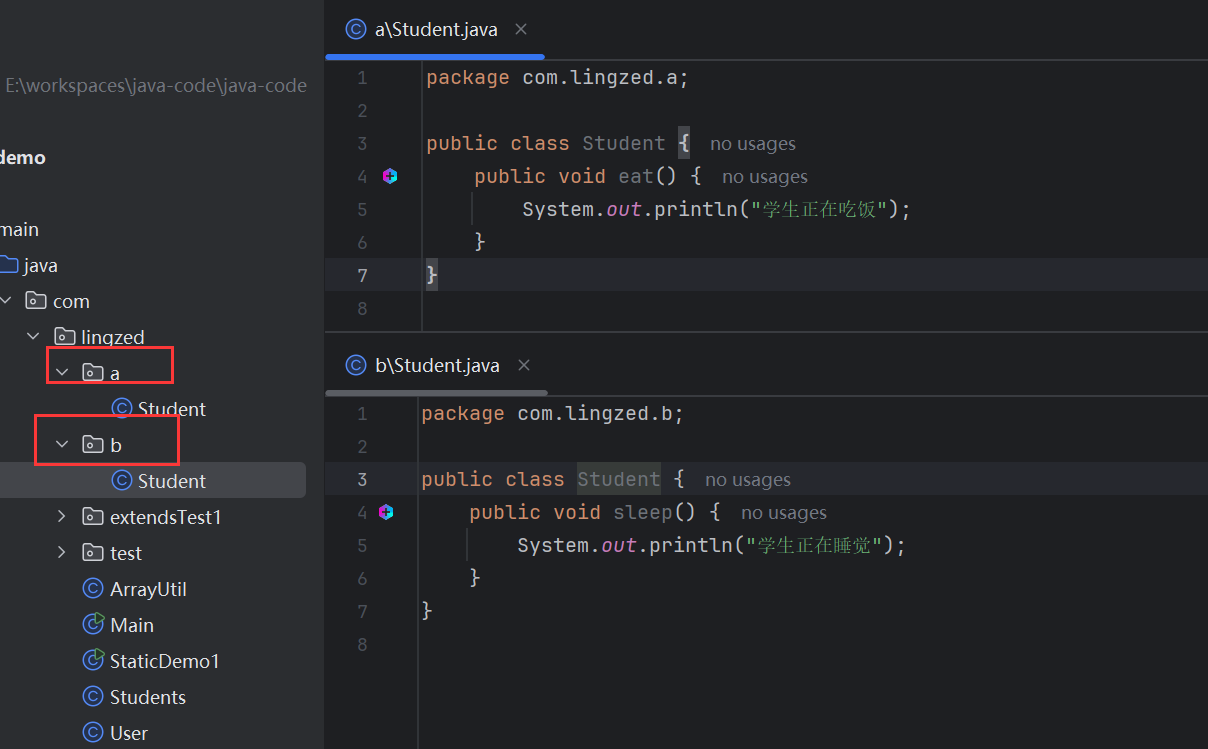 E:\workspaces\java-code\java-code
demo
main
java
com
lingzed
a
Student
b
Student
extendsTest1
test
ArrayUtil
Main
StaticDemo1
Students
User
a\Student.java
1 package com.lingzed.a;
2
3 public class Student { no usages
4 public void eat() { no usages
5 System.out.println("学生正在吃饭");
6 }
7 }
8
b\Student.java
1 package com.lingzed.b;
2
3 public class Student { no usages
4 public void sleep() { no usages
5 System.out.println("学生正在睡觉");
6 }
7 }
8